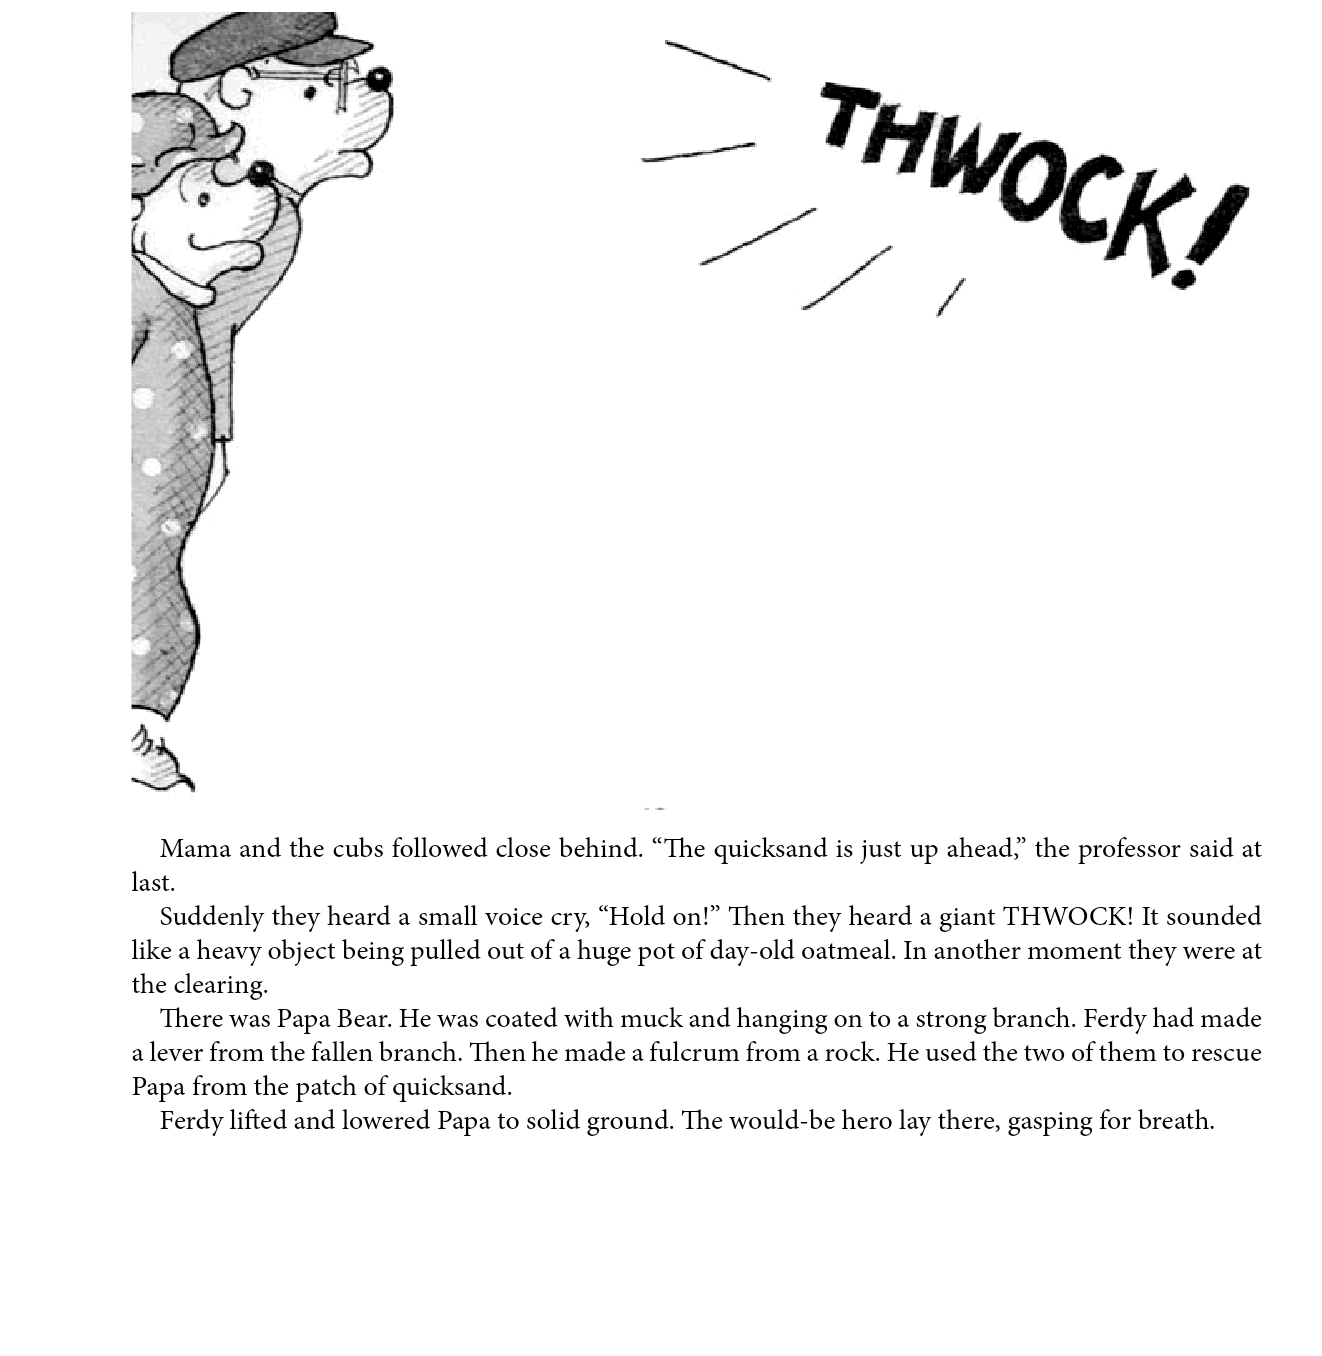 THWOCK!
Mama and the cubs followed close behind. “The quicksand is just up ahead,” the professor said at
last.
Suddenly they heard a small voice cry, “Hold on!” Then they heard a giant THWOCK! It sounded
like a heavy object being pulled out of a huge pot of day-old oatmeal. In another moment they were at
the clearing.
There was Papa Bear. He was coated with muck and hanging on to a strong branch. Ferdy had made
a lever from the fallen branch. Then he made a fulcrum from a rock. He used the two of them to rescue
Papa from the patch of quicksand.
Ferdy lifted and lowered Papa to solid ground. The would-be hero lay there, gasping for breath.